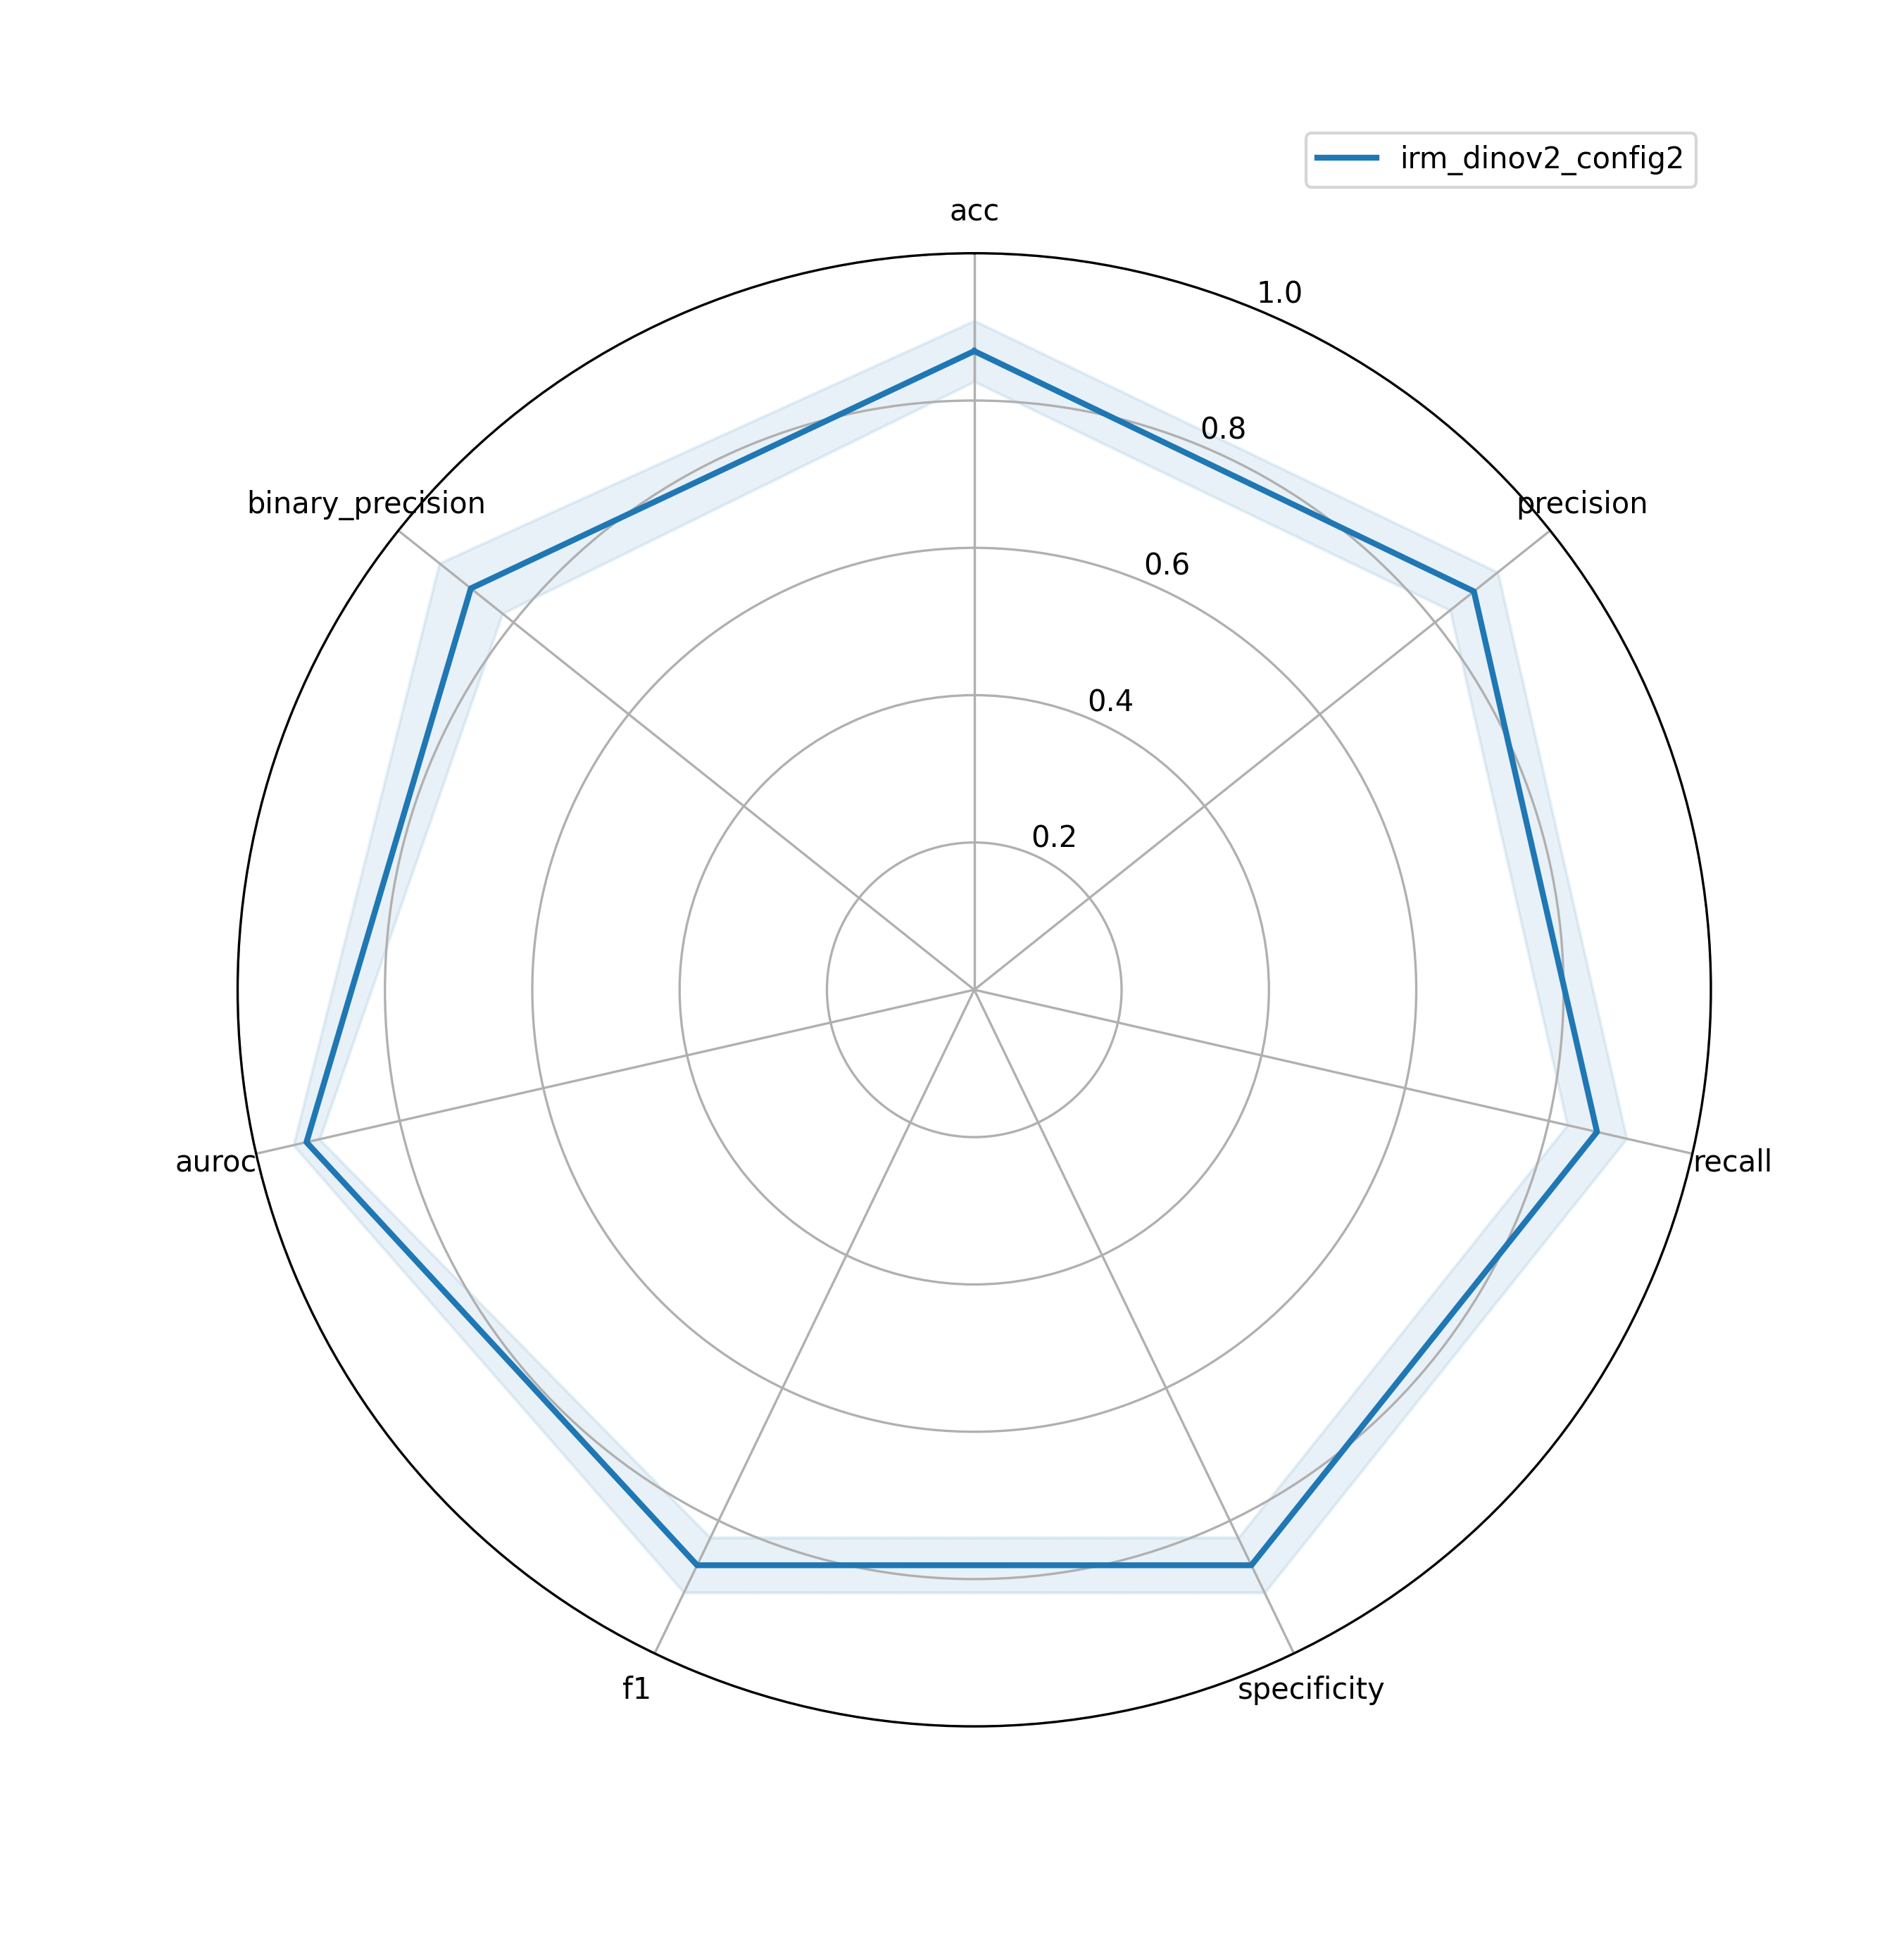 irm_dinov2_config2
acc
1.0
0.8
binary_precision
precision
0.6
0.4
0.2
auroc
recall
f1
specificity